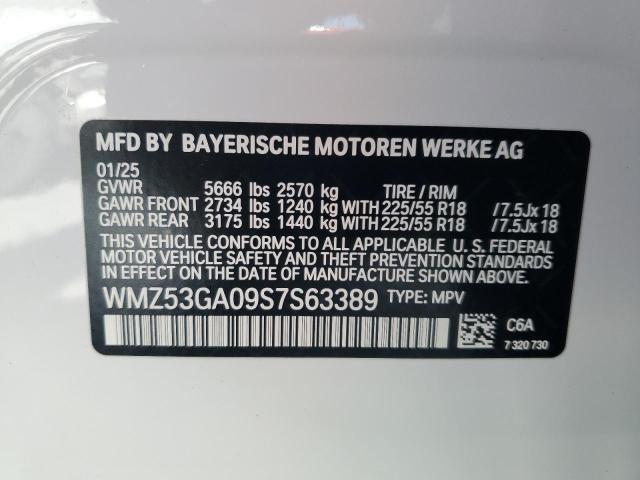 MFD BY BAYERISCHE MOTOREN WERKE AG
01/25
GVWR 5666 lbs 2570 kg TIRE / RIM
GAWR FRONT 2734 lbs 1240 kg WITH 225/55 R18 /7.5Jx18
GAWR REAR 3175 lbs 1440 kg WITH 225/55 R18 /7.5Jx18
THIS VEHICLE CONFORMS TO ALL APPLICABLE U. S. FEDERAL
MOTOR VEHICLE SAFETY AND THEFT PREVENTION
STANDARDS IN EFFECT ON THE DATE OF MANUFACTURE SHOWN ABOVE.
WMZ53GA09S7S63389 TYPE: MPV
C6A
7 320 730